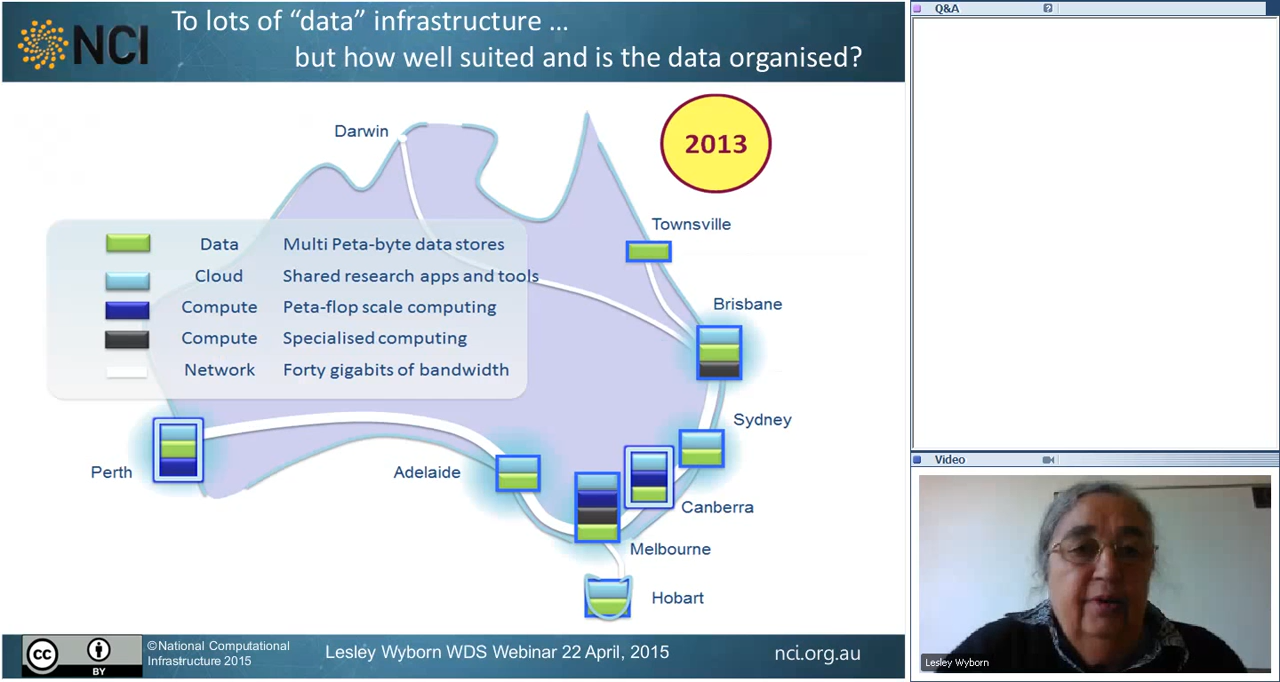 NCI
To lots of “data” infrastructure ...
but how well suited and is the data organised?
Darwin
2013
Townsville
Data Multi Peta-byte data stores
Cloud Shared research apps and tools
Compute Peta-flop scale computing
Compute Specialised computing
Network Forty gigabits of bandwidth
Brisbane
Sydney
Perth
Adelaide
Canberra
Melbourne
Hobart
cc
BY
©National Computational
Infrastructure 2015
Lesley Wyborn WDS Webinar 22 April, 2015
nci.org.au
Q&A
?
Video
Lesley Wyborn